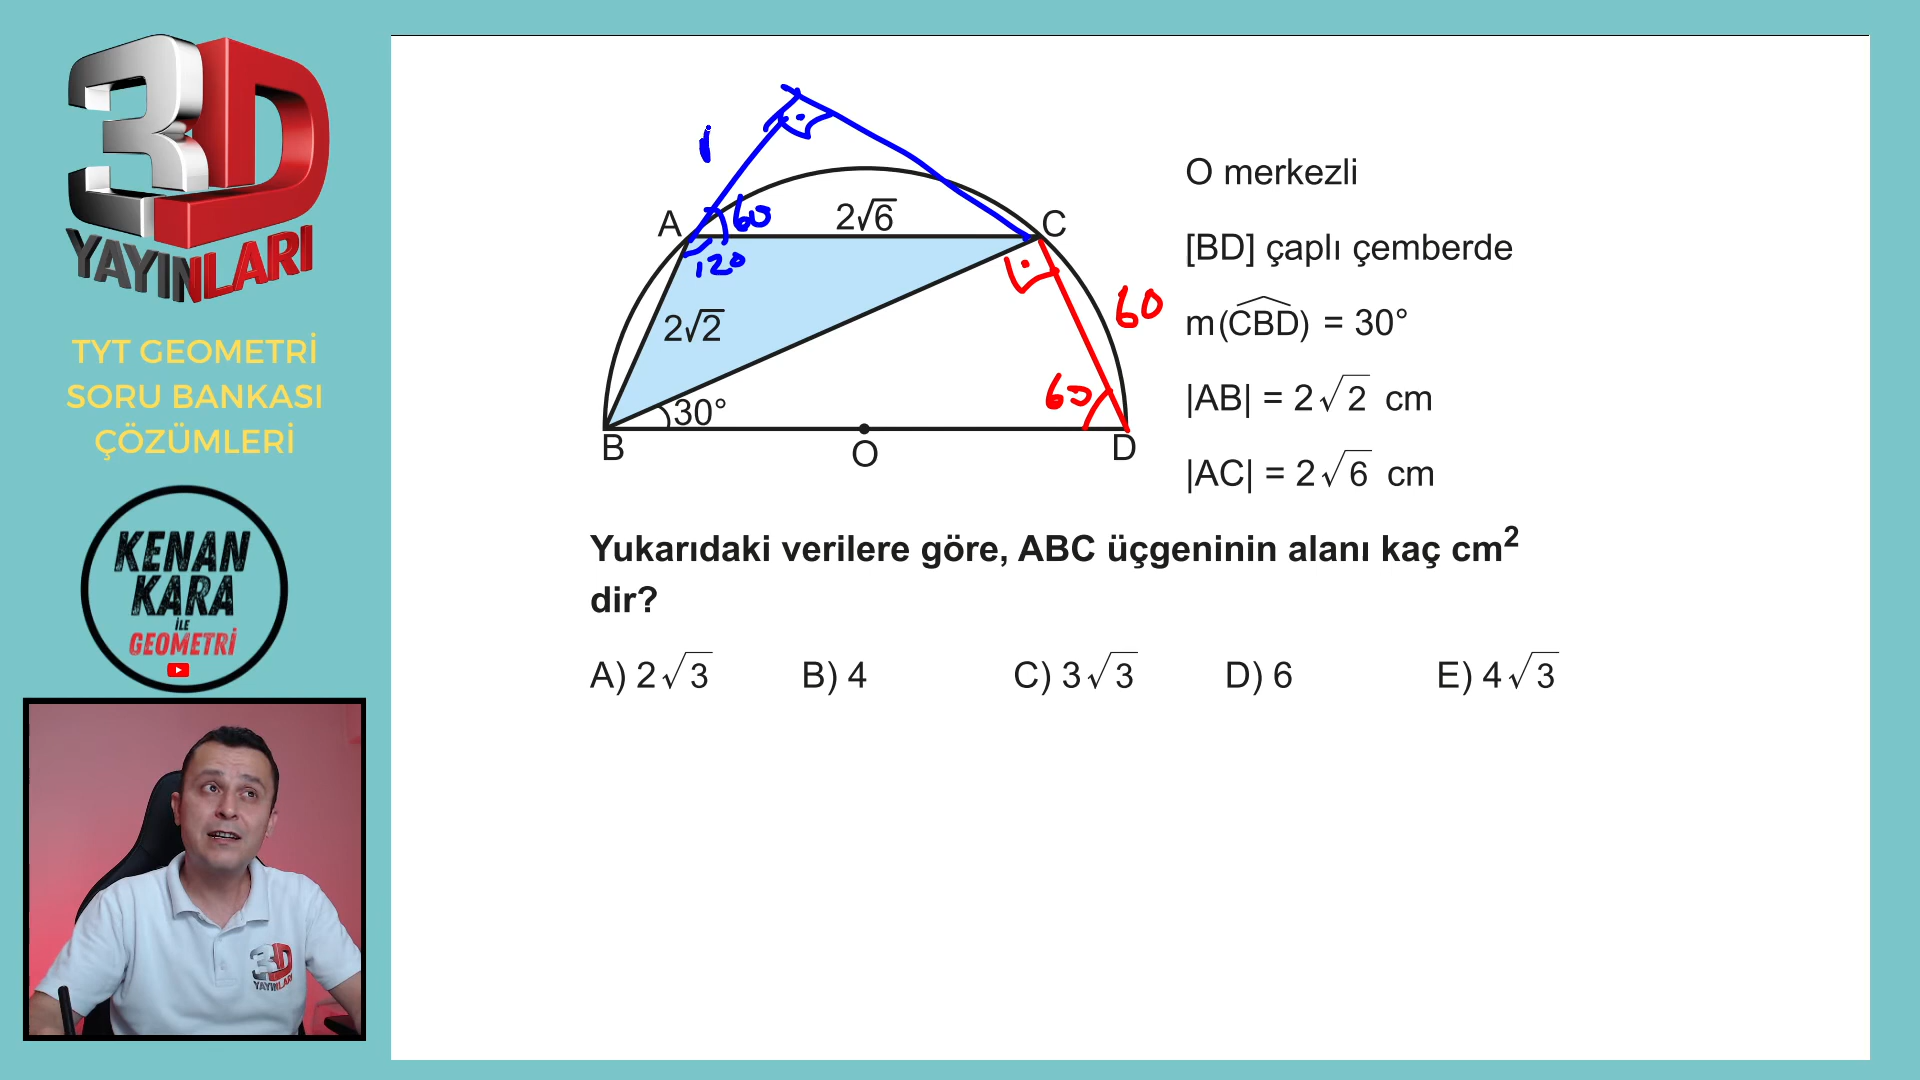 3D
YAYINLARI
TYT GEOMETRİ
SORU BANKASI
ÇÖZÜMLERİ
KENAN
KARA
İLE
GEOMETRİ
3D
YAYINLARI
A
60
2√6
C
120
2√2
60
60
30°
B
O
D
O merkezli
[BD] çaplı çemberde
m(CBD) = 30°
|AB| = 2√2 cm
|AC| = 2√6 cm
Yukarıdaki verilere göre, ABC üçgeninin alanı kaç cm²
dir?
A) 2√3 B) 4 C) 3√3 D) 6 E) 4√3